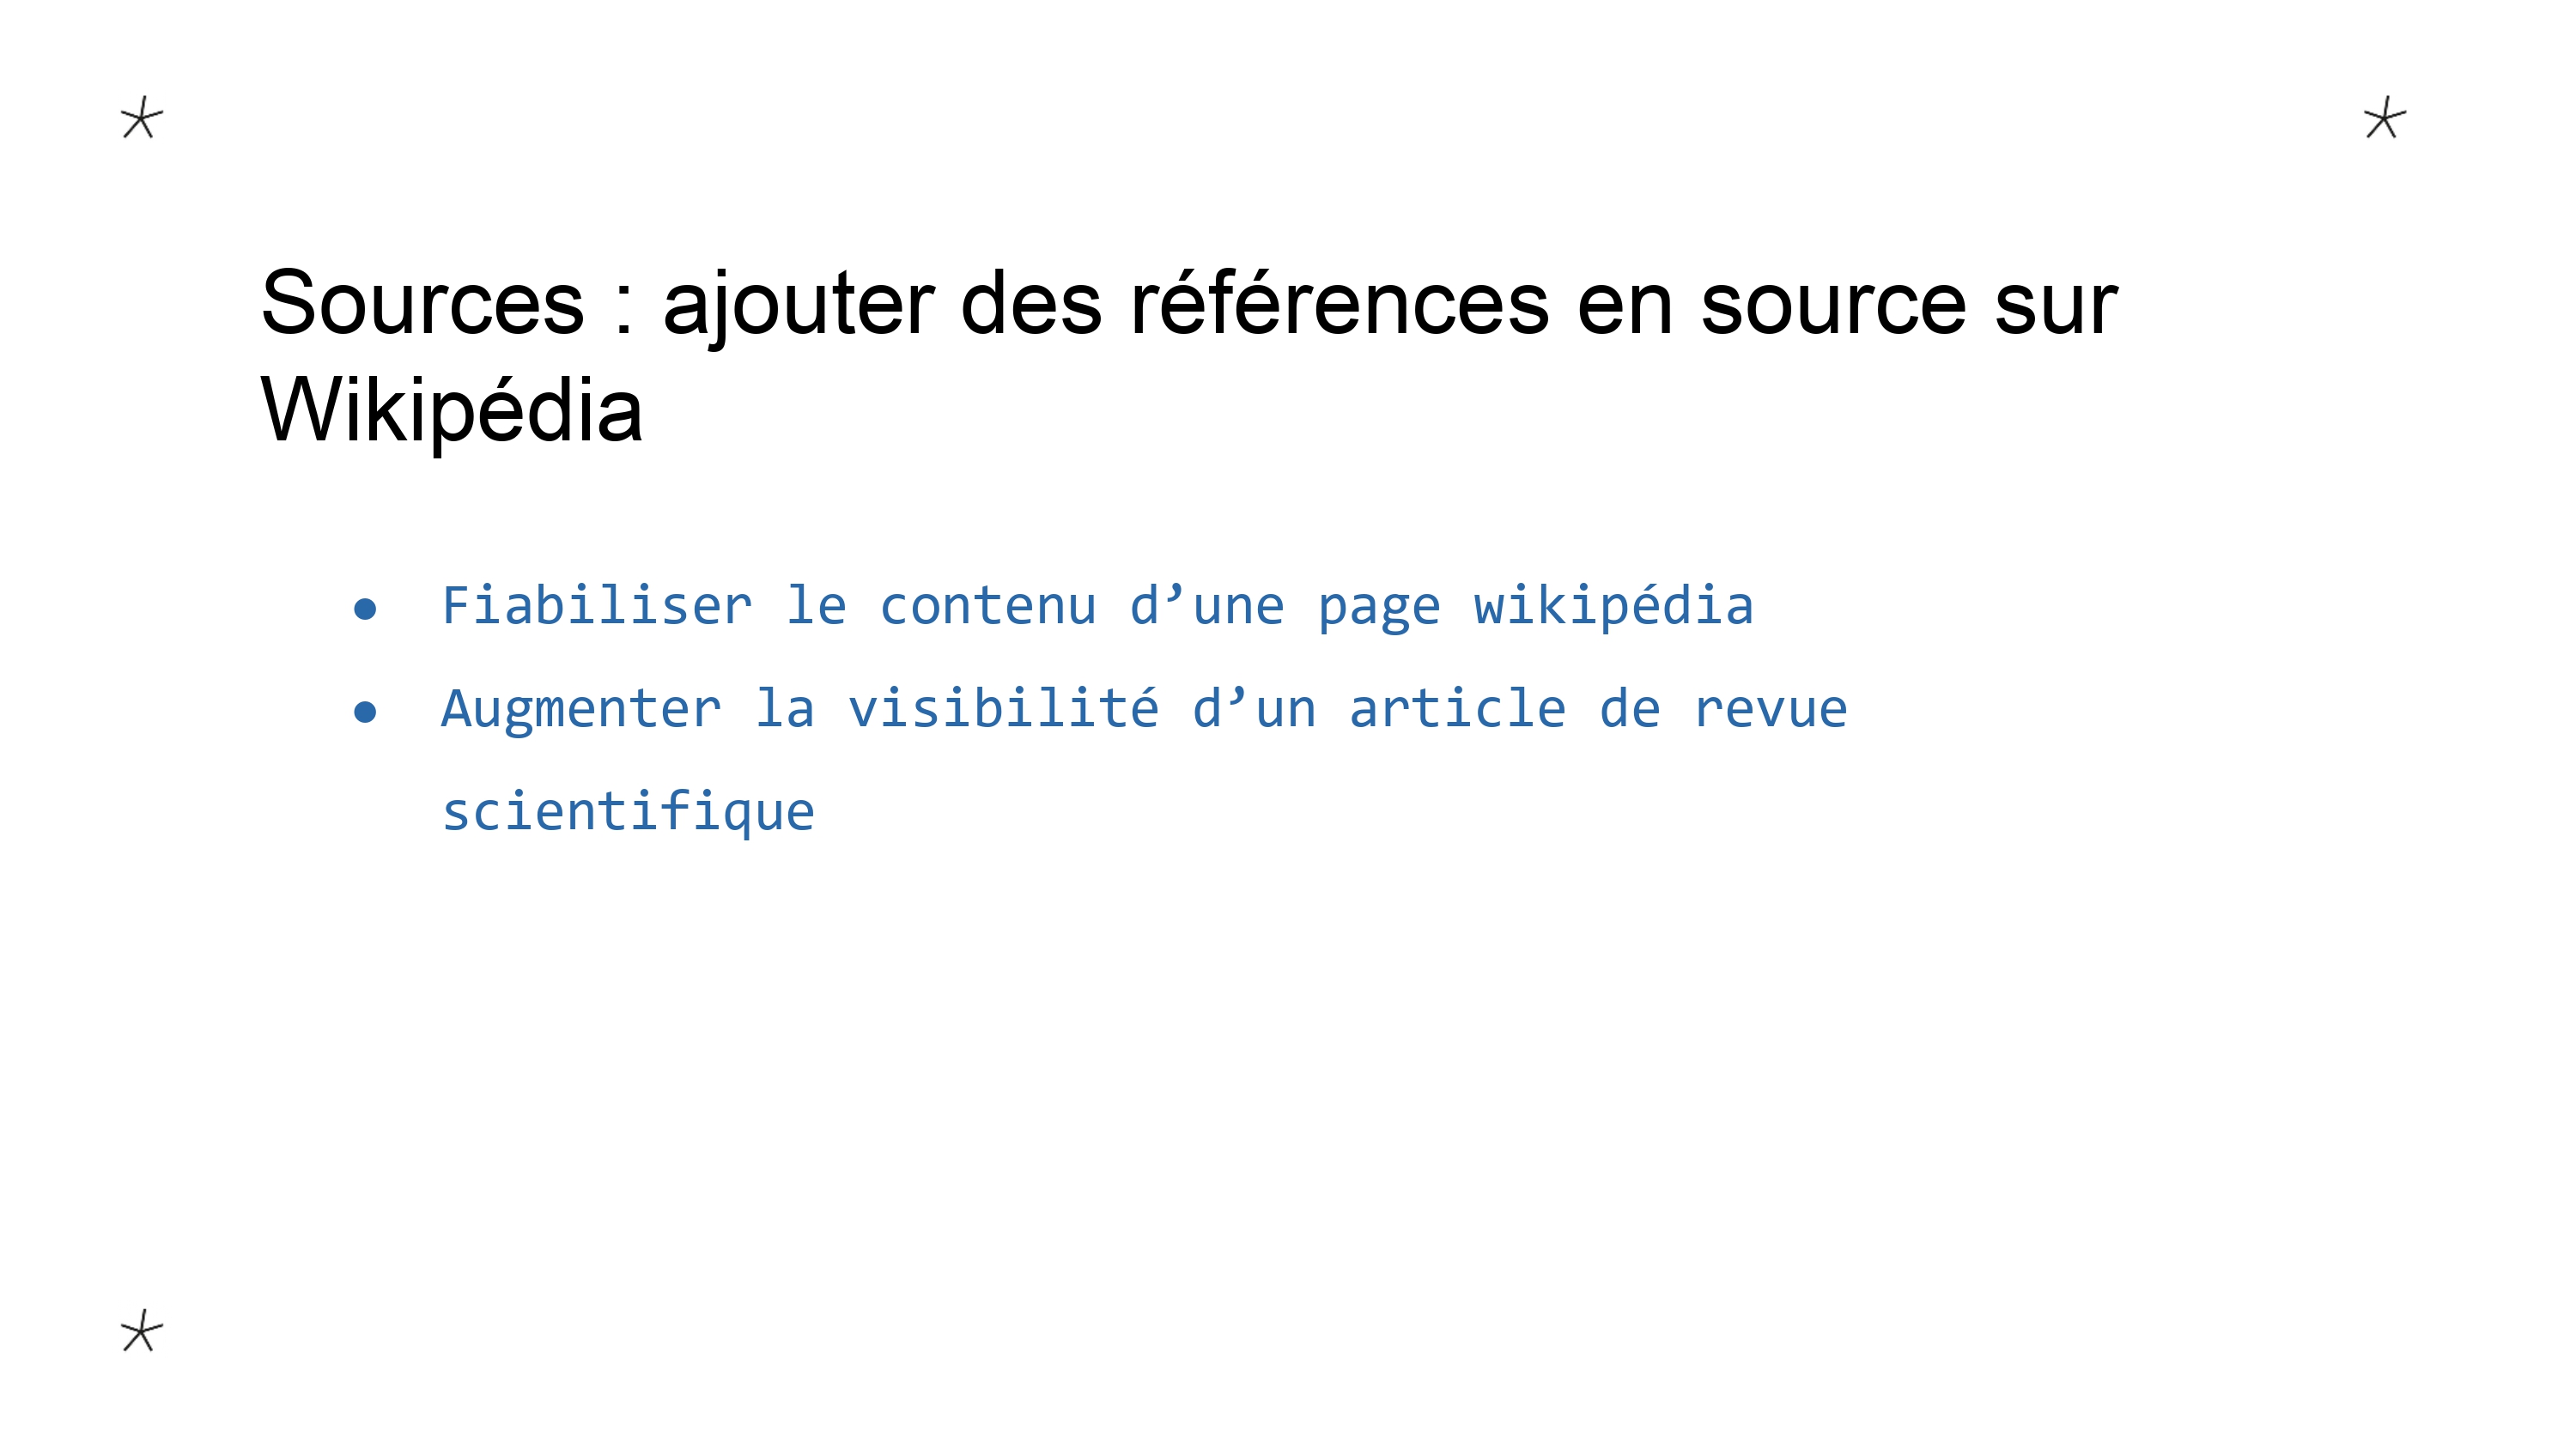 Sources : ajouter des références en source sur
Wikipédia
● Fiabiliser le contenu d’une page wikipédia
● Augmenter la visibilité d’un article de revue
scientifique